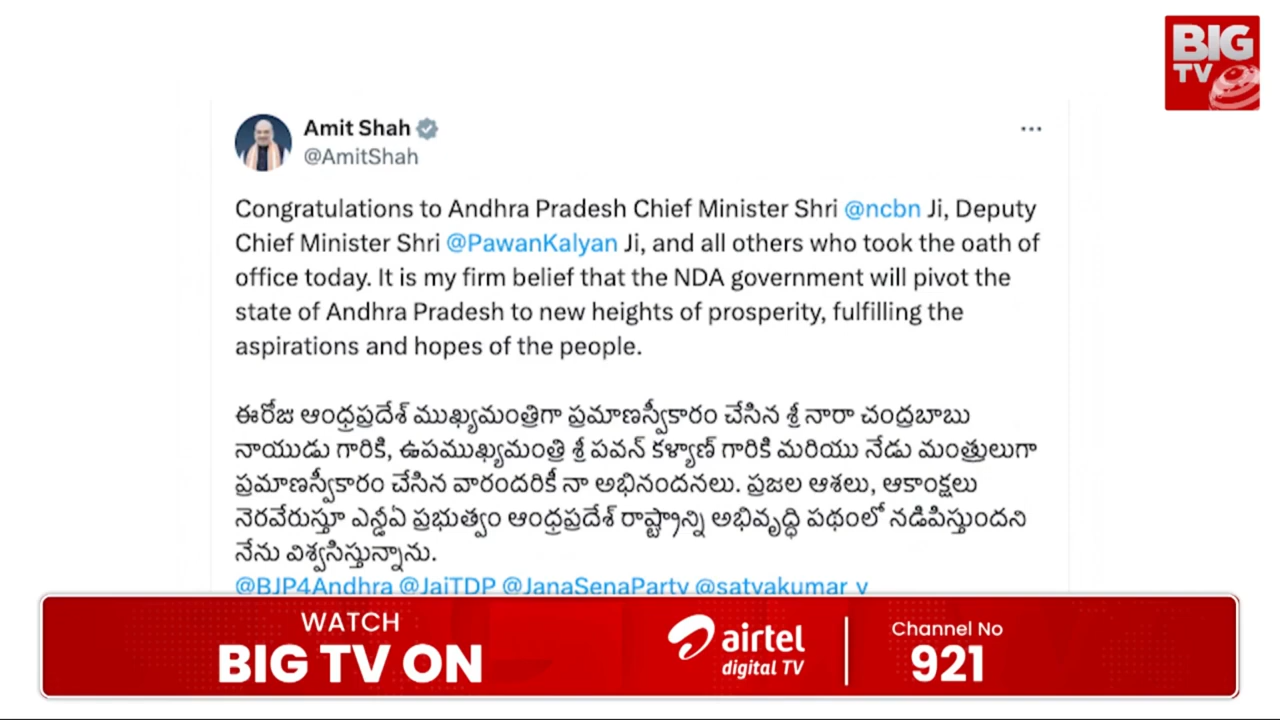 BIG
TV
Amit Shah
@AmitShah
Congratulations to Andhra Pradesh Chief Minister Shri @ncbn Ji, Deputy
Chief Minister Shri @PawanKalyan Ji, and all others who took the oath of
office today. It is my firm belief that the NDA government will pivot the
state of Andhra Pradesh to new heights of prosperity, fulfilling the
aspirations and hopes of the people.
ఈరోజు ఆంధ్రప్రదేశ్ ముఖ్యమంత్రిగా ప్రమాణస్వీకారం చేసిన శ్రీ నారా చంద్రబాబు
నాయుడు గారికి, ఉపముఖ్యమంత్రి శ్రీ పవన్ కళ్యాణ్ గారికి మరియు నేడు మంత్రులుగా
ప్రమాణస్వీకారం చేసిన వారందరికీ నా అభినందనలు. ప్రజల ఆశలు, ఆకాంక్షలు
నెరవేరుస్తూ ఎన్డీఏ ప్రభుత్వం ఆంధ్రప్రదేశ్ రాష్ట్రాన్ని అభివృద్ధి పథంలో నడిపిస్తుందని
నేను విశ్వసిస్తున్నాను.
@BJP4Andhra @JaiTDP @JanaSenaParty @satyakumar_y
WATCH
BIG TV ON
airtel
digital TV
Channel No
921